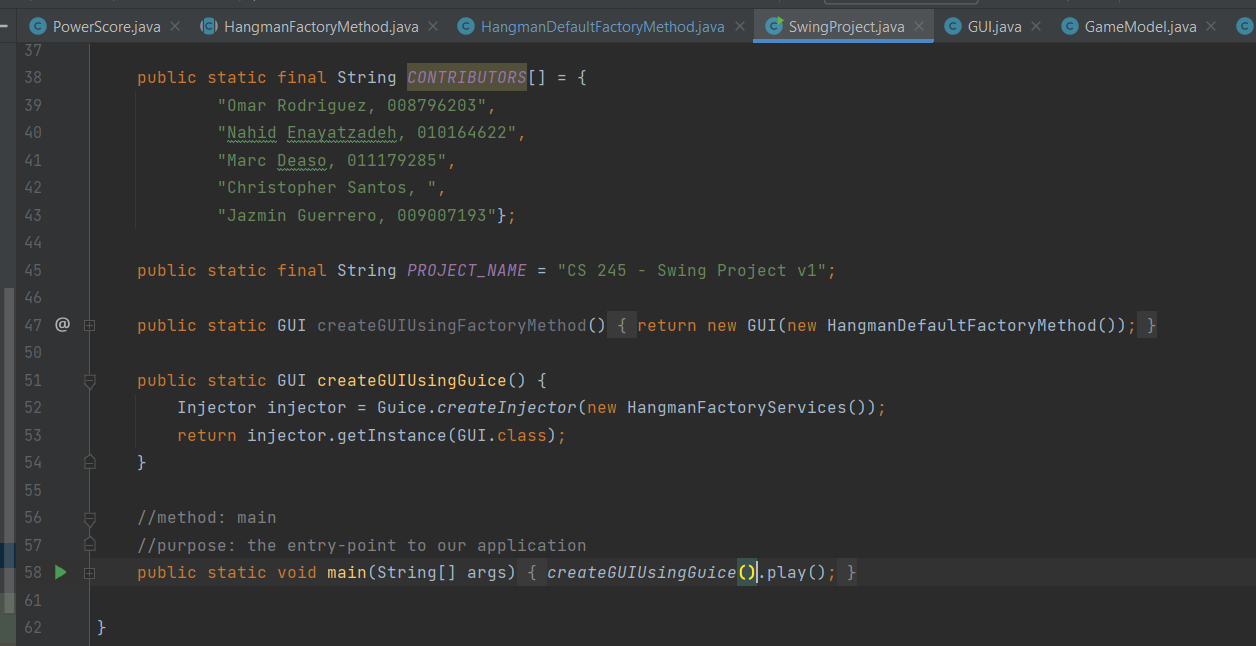 PowerScore.java HangmanFactoryMethod.java HangmanDefaultFactoryMethod.java SwingProject.java GUI.java GameModel.java
37
38 public static final String CONTRIBUTORS[] = {
39 "Omar Rodriguez, 008796203",
40 "Nahid Enayatzadeh, 010164622",
41 "Marc Deaso, 011179285",
42 "Christopher Santos, ",
43 "Jazmin Guerrero, 009007193"};
44
45 public static final String PROJECT_NAME = "CS 245 - Swing Project v1";
46
47 @ public static GUI createGUIUsingFactoryMethod() { return new GUI(new HangmanDefaultFactoryMethod()); }
50
51 public static GUI createGUIUsingGuice() {
52 Injector injector = Guice.createInjector(new HangmanFactoryServices());
53 return injector.getInstance(GUI.class);
54 }
55
56 //method: main
57 //purpose: the entry-point to our application
58 public static void main(String[] args) { createGUIUsingGuice().play(); }
61
62 }